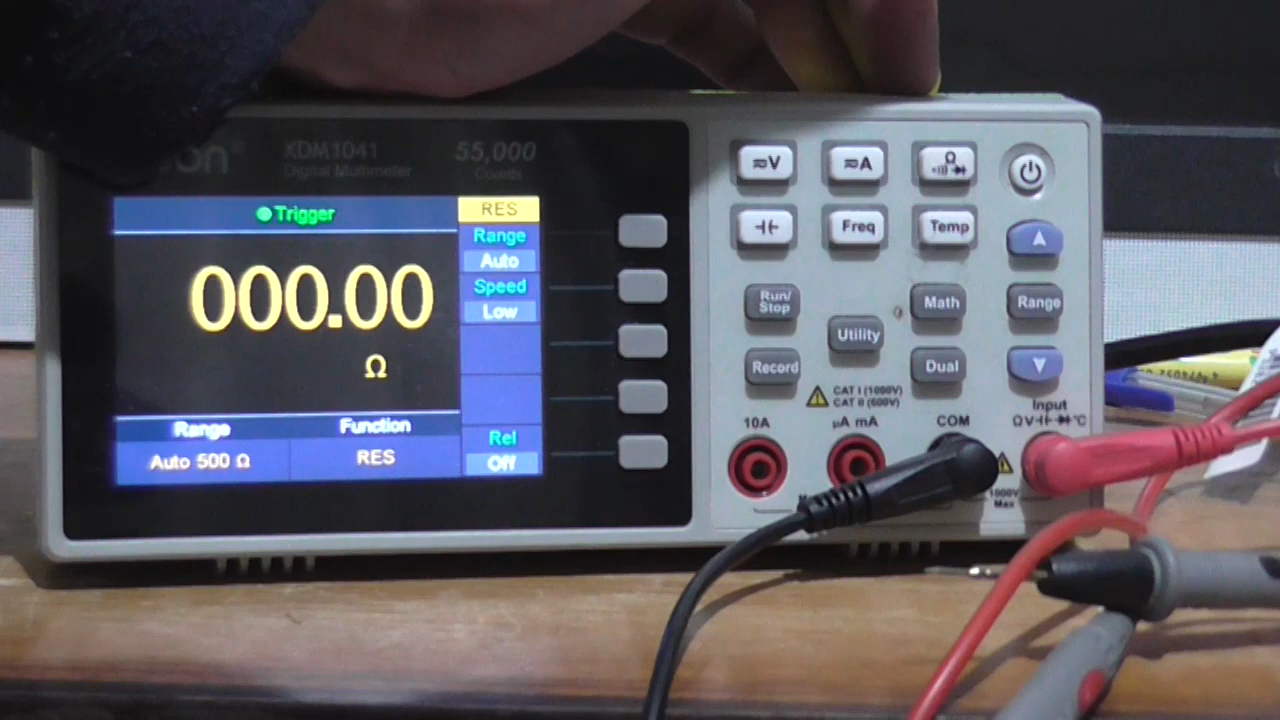 XDM1041
Digital Multimeter
55,000
Counts
Trigger
000.00
Ω
Range
Function
Auto 500 Ω
RES
RES
Range
Auto
Speed
Low
Rel
Off
≂V
≂A
Ω
Freq
Temp
Run/
Stop
Math
Range
Utility
Record
Dual
CAT I (1000V)
CAT II (600V)
10A
µA mA
COM
Input
ΩV °C
1000V
Max